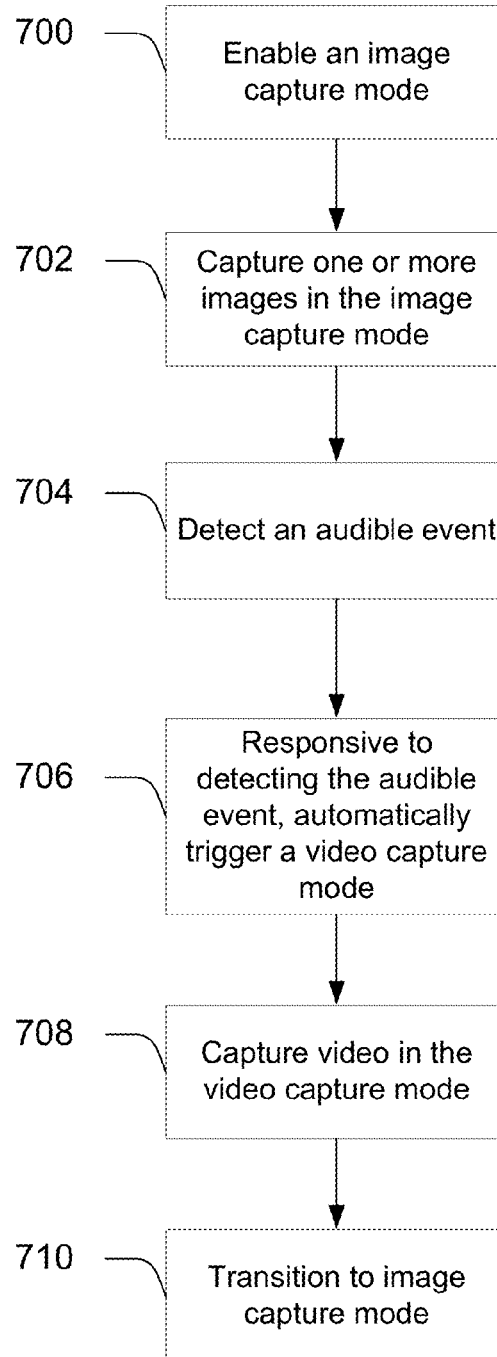 700
Enable an image
capture mode
702
Capture one or more
images in the image
capture mode
704
Detect an audible event
706
Responsive to
detecting the audible
event, automatically
trigger a video capture
mode
708
Capture video in the
video capture mode
710
Transition to image
capture mode